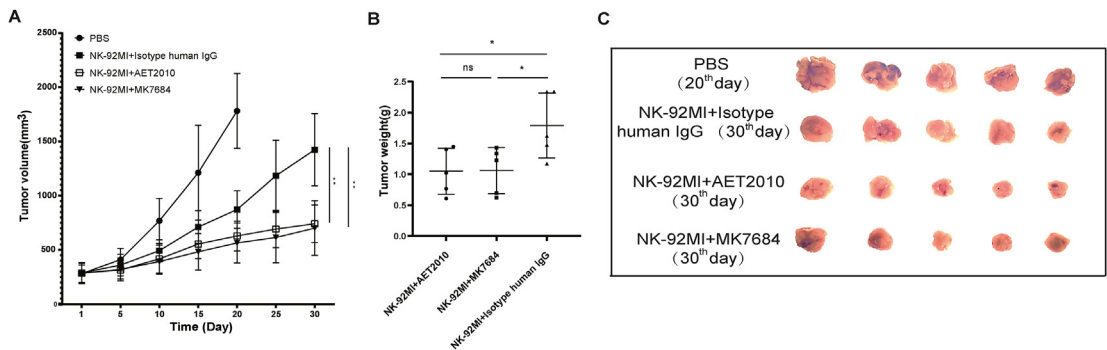 A
2500
2000
1500
1000
500
0
Tumor volume(mm³)
PBS
NK-92MI+Isotype human IgG
NK-92MI+AET2010
NK-92MI+MK7684
**
**
1 5 10 15 20 25 30
Time (Day)
B
*
ns *
2.5
2.0
1.5
1.0
0.5
0.0
Tumor weight(g)
NK-92MI+AET2010
NK-92MI+MK7684
NK-92MI+Isotype human IgG
C
PBS
(20th day)
NK-92MI+Isotype
human IgG (30th day)
NK-92MI+AET2010
(30th day)
NK-92MI+MK7684
(30th day)